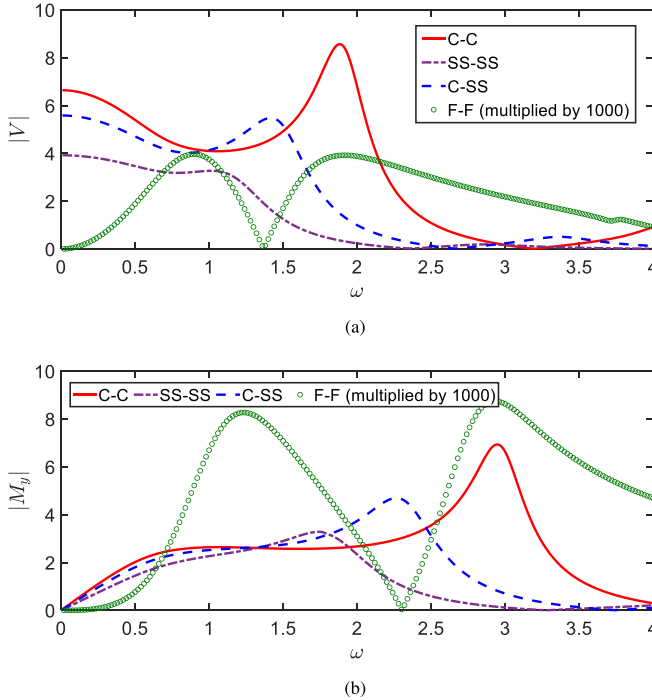 10
8
6
4
2
0
|V|
C-C
SS-SS
C-SS
F-F (multiplied by 1000)
0 0.5 1 1.5 2 2.5 3 3.5 4
ω
(a)
10
8
6
4
2
0
|M_y|
C-C SS-SS C-SS F-F (multiplied by 1000)
0 0.5 1 1.5 2 2.5 3 3.5 4
ω
(b)